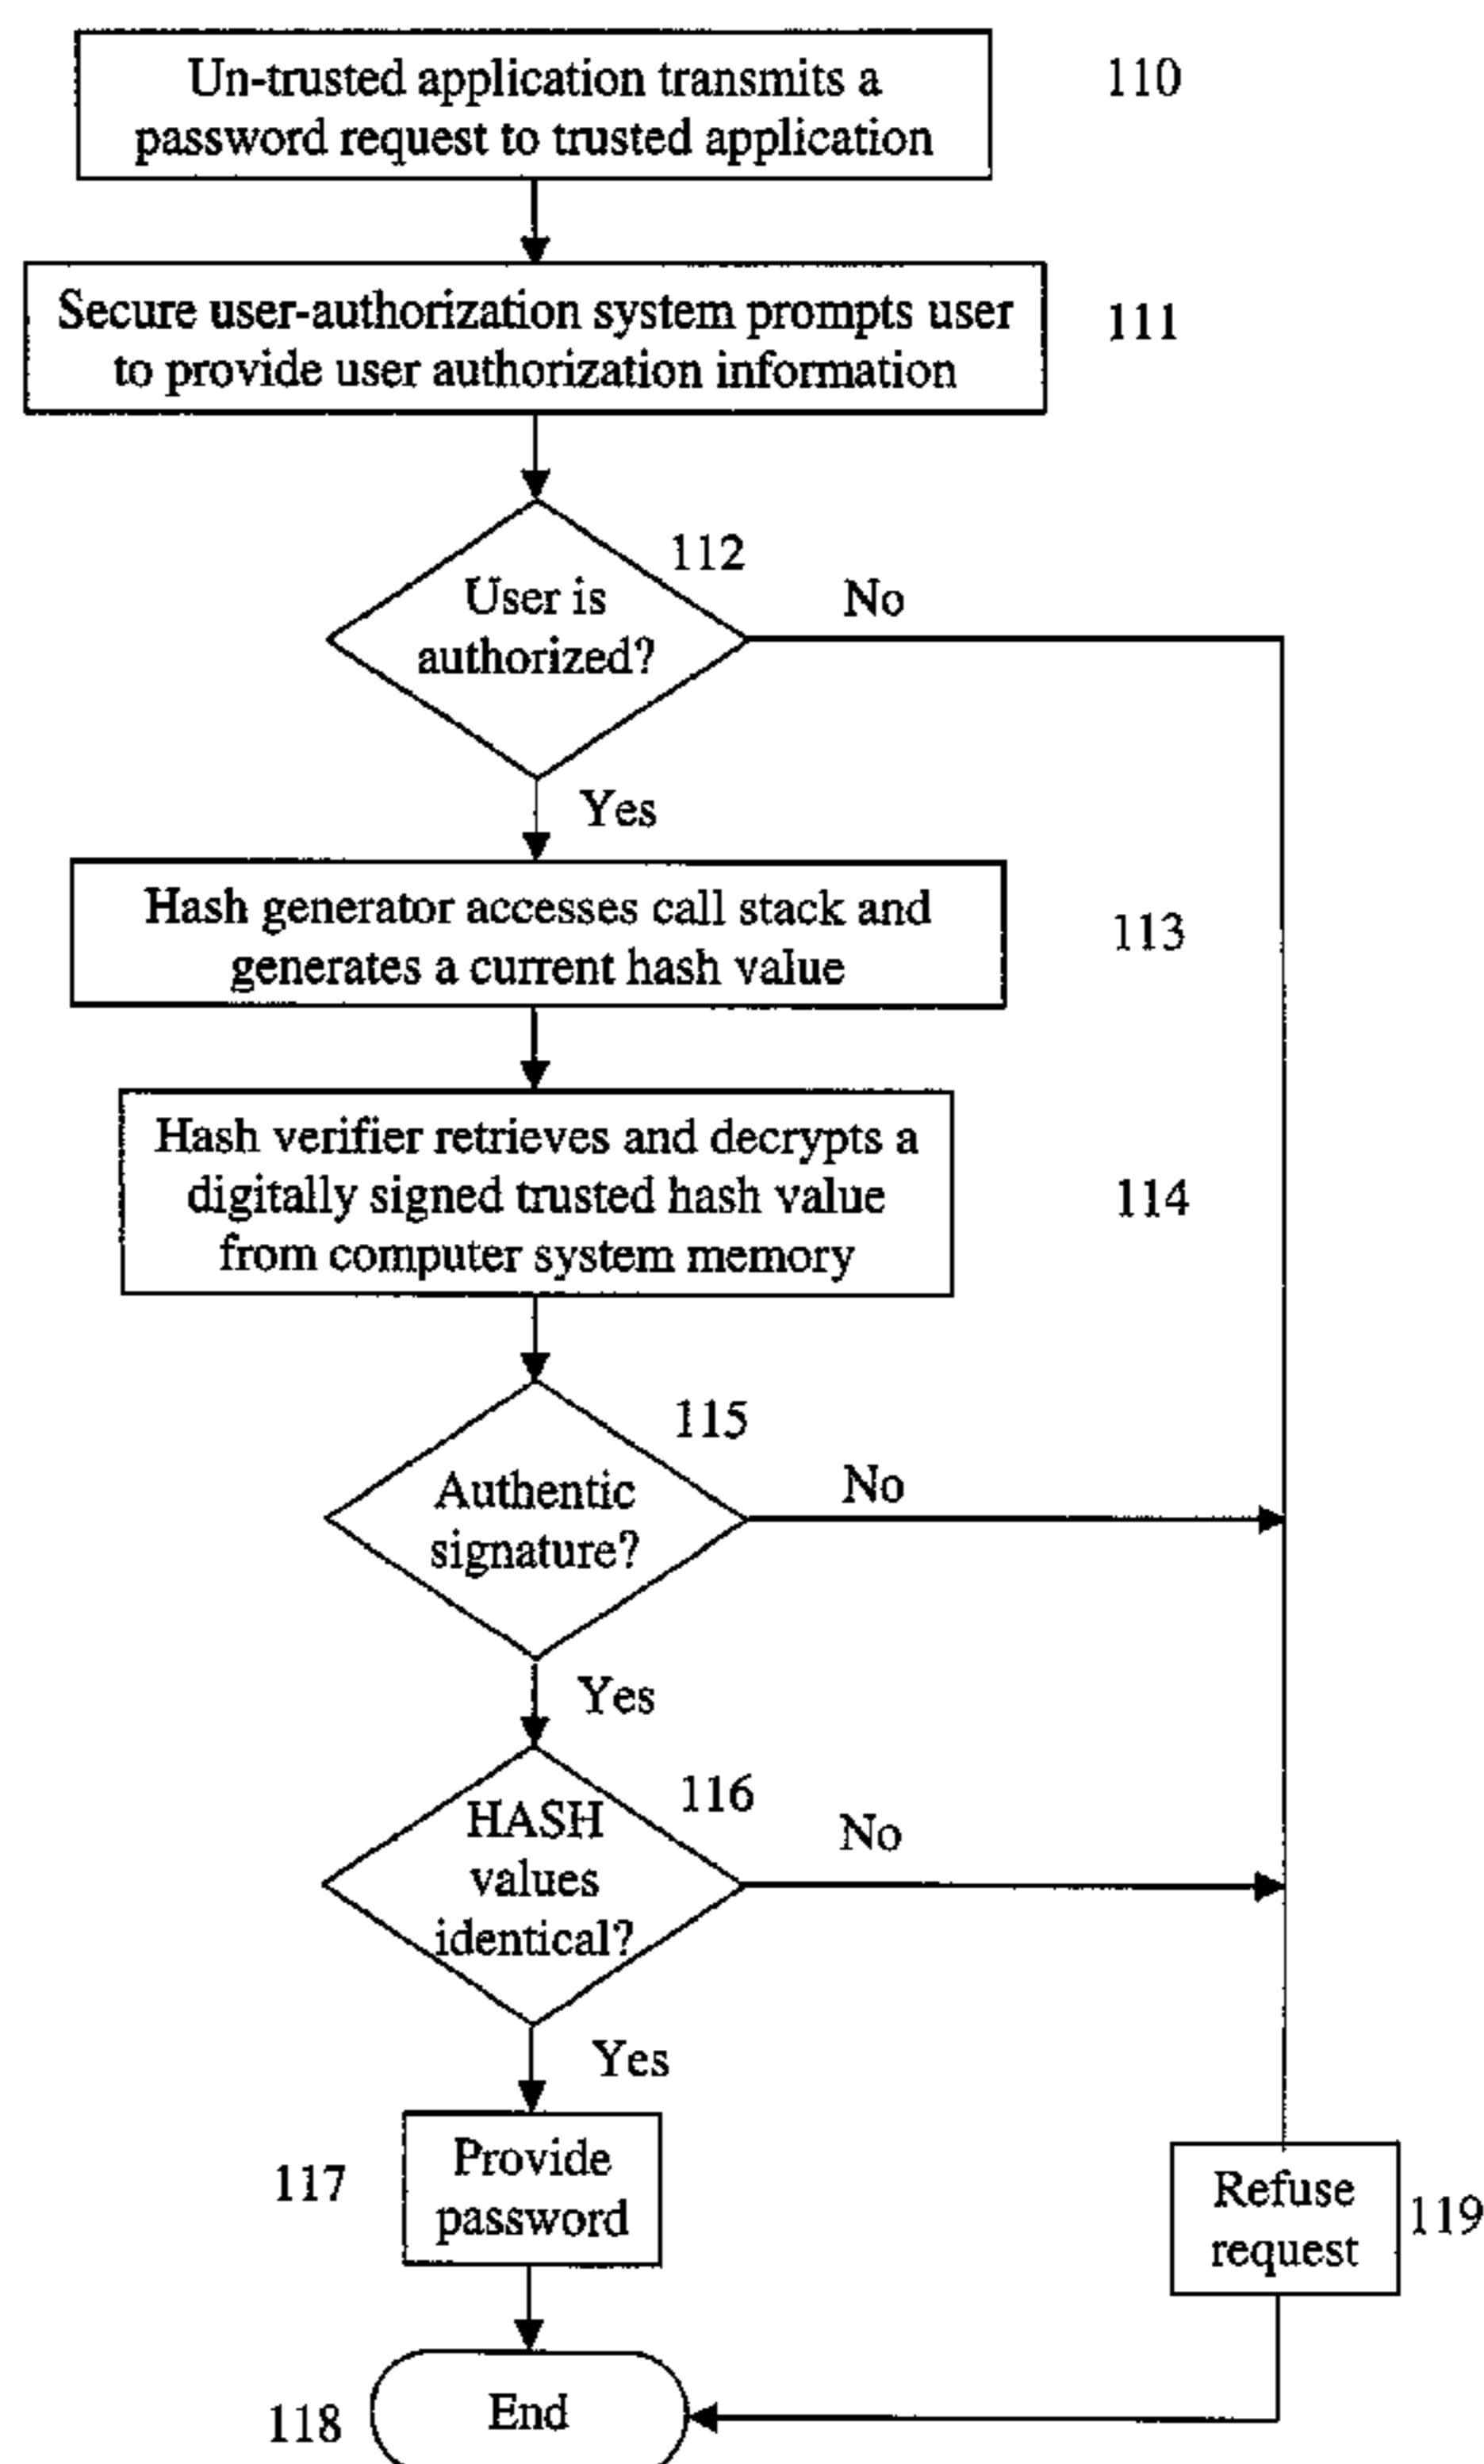 Un-trusted application transmits a
password request to trusted application
110
Secure user-authorization system prompts user
to provide user authorization information
111
112
User is
authorized?
No
Yes
Hash generator accesses call stack and
generates a current hash value
113
Hash verifier retrieves and decrypts a
digitally signed trusted hash value
from computer system memory
114
115
Authentic
signature?
No
Yes
116
HASH
values
identical?
No
Yes
117
Provide
password
Refuse
request
119
118
End